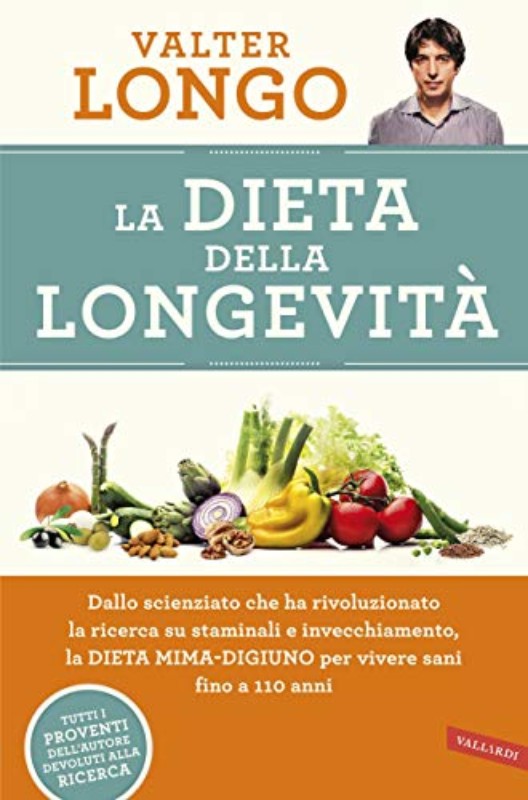 VALTER
LONGO
LA DIETA
DELLA
LONGEVITÀ
Dallo scienziato che ha rivoluzionato
la ricerca su staminali e invecchiamento,
la DIETA MIMA-DIGIUNO per vivere sani
fino a 110 anni
TUTTI I
PROVENTI
DELL'AUTORE
DEVOLUTI ALLA
RICERCA
VALLARDI